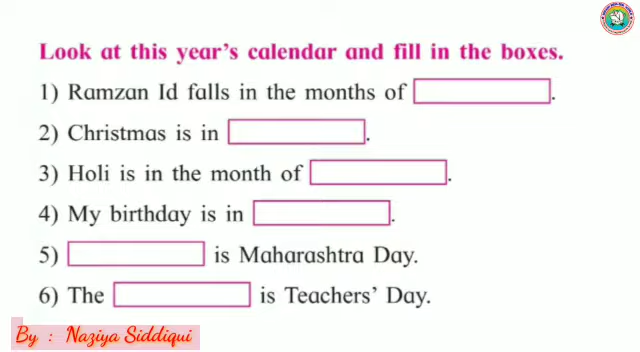 Look at this year's calendar and fill in the boxes.
1) Ramzan Id falls in the months of .
2) Christmas is in .
3) Holi is in the month of .
4) My birthday is in .
5) is Maharashtra Day.
6) The is Teachers' Day.
By : Naziya Siddiqui